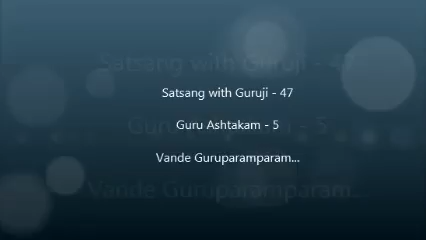 Satsang with Guruji - 47
Guru Ashtakam - 5
Vande Guruparamparam...